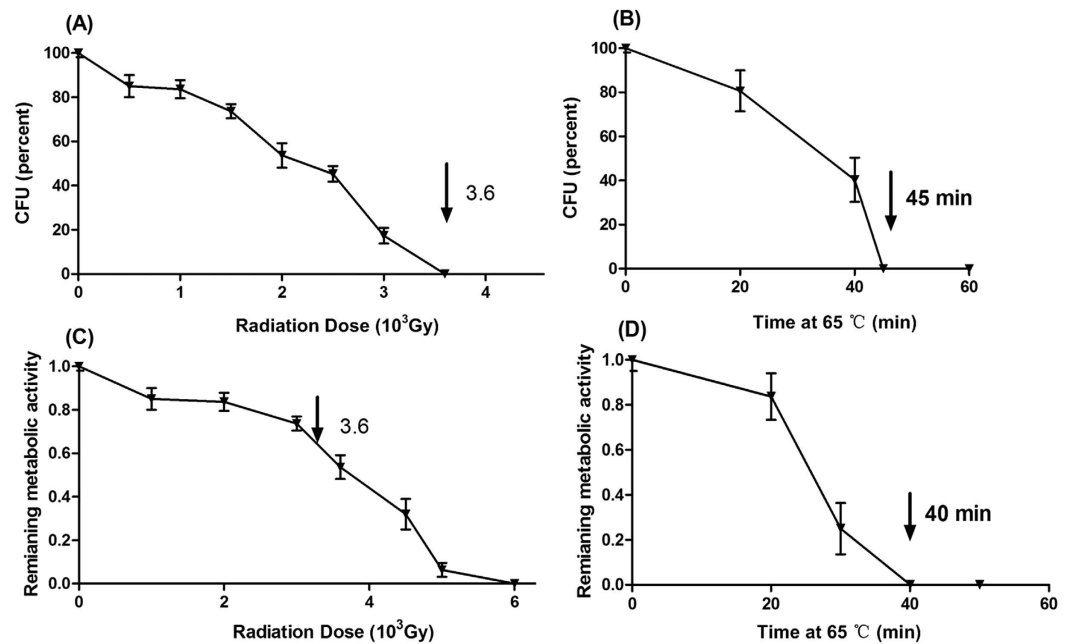 (A)
100
80
60
40
20
0
CFU (percent)
3.6
0 1 2 3 4
Radiation Dose (10³Gy)
(B)
100
80
60
40
20
0
CFU (percent)
45 min
0 20 40 60
Time at 65 ℃ (min)
(C)
1.0
0.8
0.6
0.4
0.2
0.0
Remianing metabolic activity
3.6
0 2 4 6
Radiation Dose (10³Gy)
(D)
1.0
0.8
0.6
0.4
0.2
0.0
Remianing metabolic activity
40 min
0 20 40 60
Time at 65 ℃ (min)